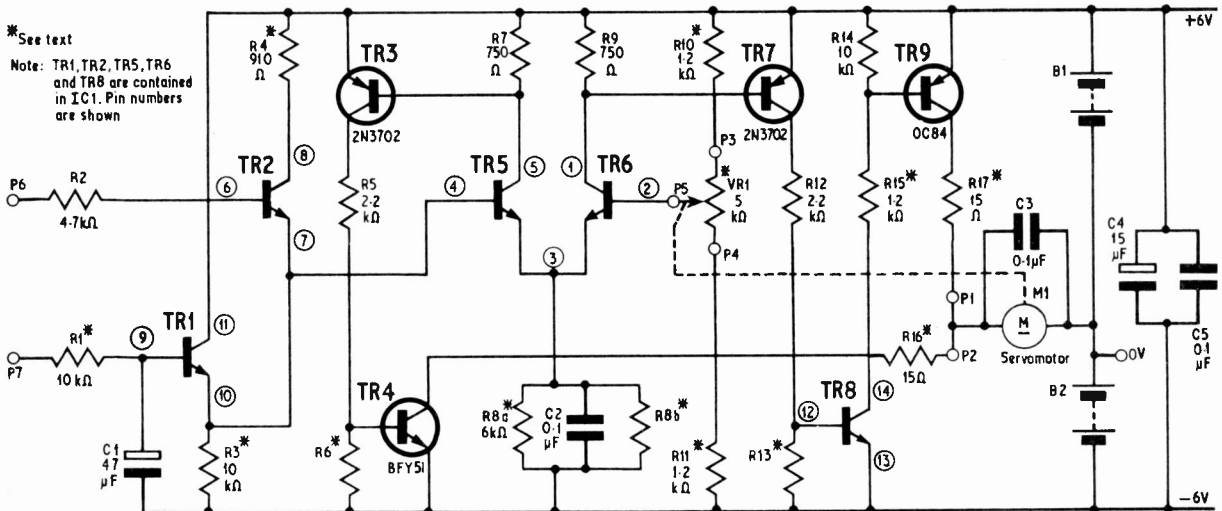 *See text
Note: TR1, TR2, TR5, TR6
and TR8 are contained
in IC1. Pin numbers
are shown
+6V
*
R4
910
Ω
TR3
2N3702
R7
750
Ω
R9
750
Ω
*
R10
1·2
kΩ
TR7
2N3702
R14
10
kΩ
TR9
OC84
B1
P6
R2
4·7kΩ
6
TR2
8
7
R5
2·2
kΩ
4
TR5
5
1
TR6
2
P5
P3
*
VR1
5
kΩ
P4
R12
2·2
kΩ
R15*
1·2
kΩ
R17*
15
Ω
C3
0·1µF
C4
15
µF
C5
0·1
µF
3
P1
M1
M
Servomotor
P2
0V
B2
P7
R1*
10kΩ
9
TR1
11
10
R16*
15Ω
C1
47
µF
R3*
10
kΩ
R6*
TR4
BFY51
*
R8a
6kΩ
C2
0·1
µF
R8b*
R11*
1·2
kΩ
12
TR8
14
13
R13*
−6V